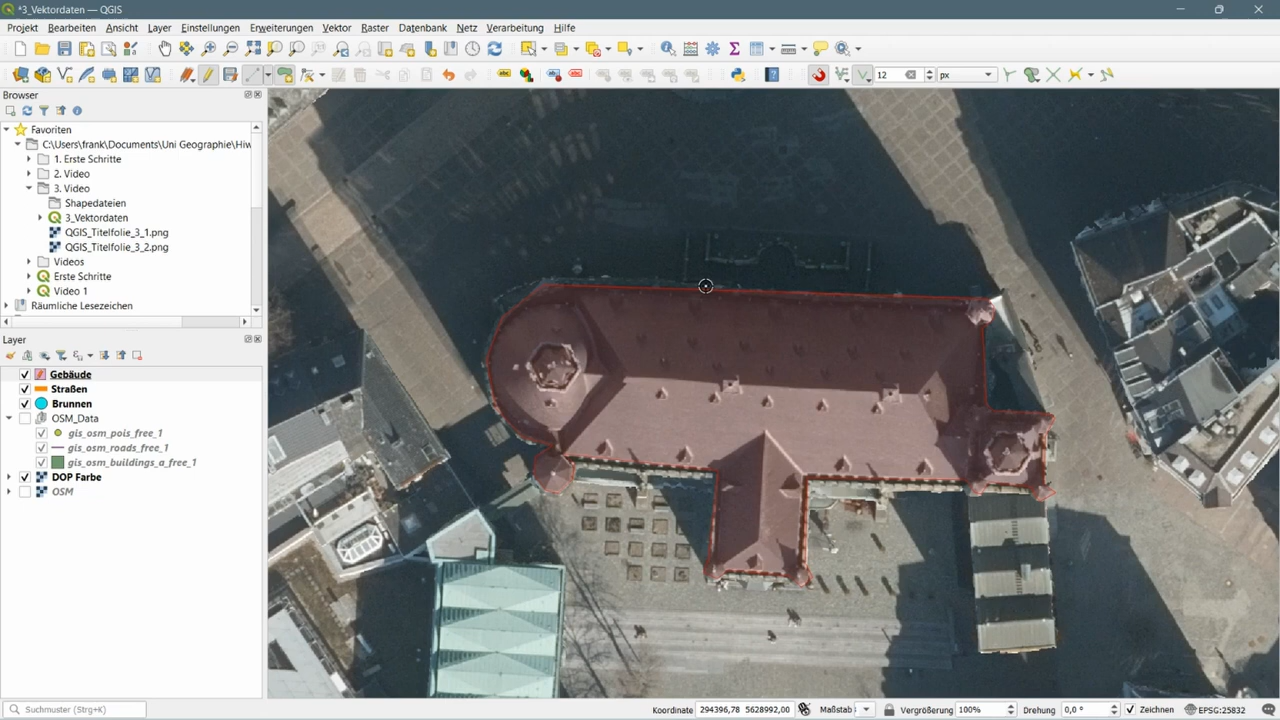 *3_Vektordaten — QGIS
Projekt Bearbeiten Ansicht Layer Einstellungen Erweiterungen Vektor Raster Datenbank Netz Verarbeitung Hilfe
12 px
Browser
Favoriten
C:\Users\frank\Documents\Uni Geographie\Hiw
1. Erste Schritte
2. Video
3. Video
Shapedateien
3_Vektordaten
QGIS_Titelfolie_3_1.png
QGIS_Titelfolie_3_2.png
Videos
Erste Schritte
Video 1
Räumliche Lesezeichen
Layer
Gebäude
Straßen
Brunnen
OSM_Data
gis_osm_pois_free_1
gis_osm_roads_free_1
gis_osm_buildings_a_free_1
DOP Farbe
OSM
Suchmuster (Strg+K) Koordinate 294396,78 5628992,00 Maßstab Vergrößerung 100% Drehung 0,0 ° Zeichnen EPSG:25832